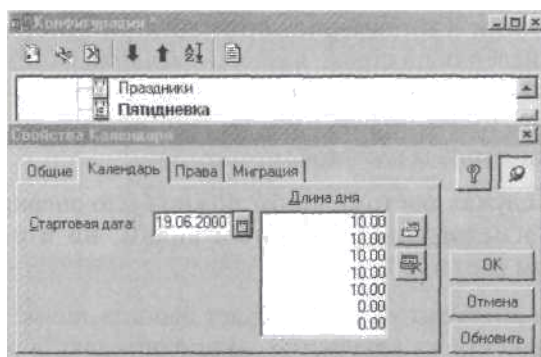 Конфигурация *
Праздники
Пятидневка
Свойства Календаря
Общие Календарь Права Миграция
Длина дня
Стартовая дата: 19.06.2000
10.00
10.00
10.00
10.00
10,00
0.00
0.00
OK
Отмена
Обновить